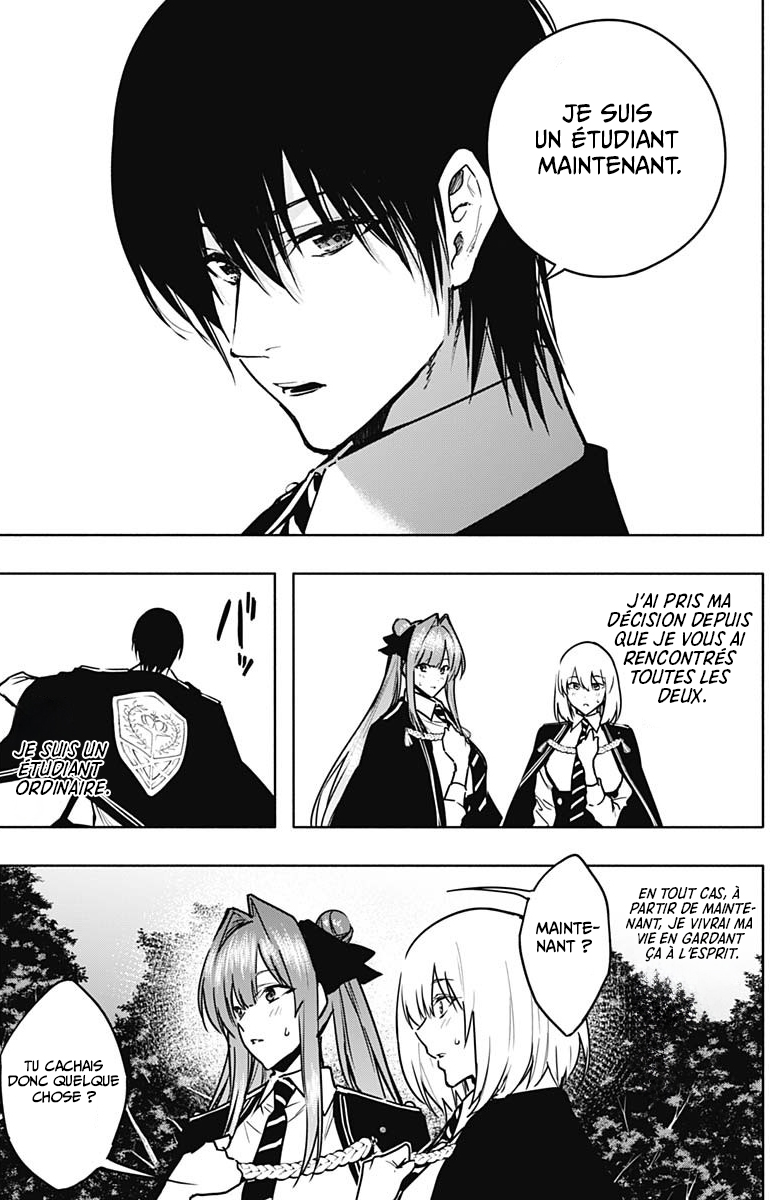 JE SUIS
UN ÉTUDIANT
MAINTENANT.
J'AI PRIS MA
DÉCISION DEPUIS
QUE JE VOUS AI
RENCONTRÉS
TOUTES LES
DEUX.
JE SUIS UN
ÉTUDIANT
ORDINAIRE.
EN TOUT CAS, À
PARTIR DE MAINTE-
NANT, JE VIVRAI MA
VIE EN GARDANT
ÇA À L'ESPRIT.
MAINTE-
NANT ?
TU CACHAIS
DONC QUELQUE
CHOSE ?